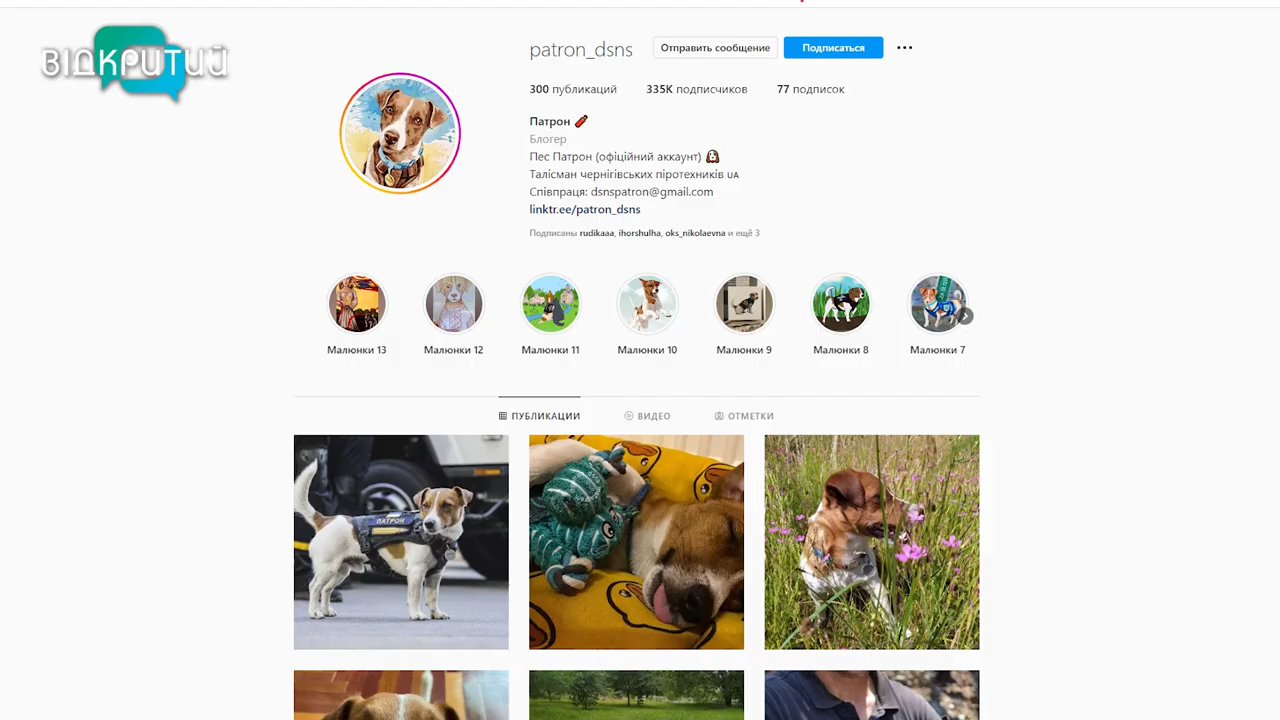 ВІДКРИТИЙ
patron_dsns
Отправить сообщение
Подписаться
300 публикаций
335K подписчиков
77 подписок
Патрон
Блогер
Пес Патрон (офіційний аккаунт)
Талісман чернігівських піротехників UA
Співпраця: dsnspatron@gmail.com
linktr.ee/patron_dsns
Подписаны rudikaaa, ihorshulha, oks_nikolaevna и ещё 3
Малюнки 13
Малюнки 12
Малюнки 11
Малюнки 10
Малюнки 9
Малюнки 8
Малюнки 7
ПУБЛИКАЦИИ
ВИДЕО
ОТМЕТКИ
ПАТРОН